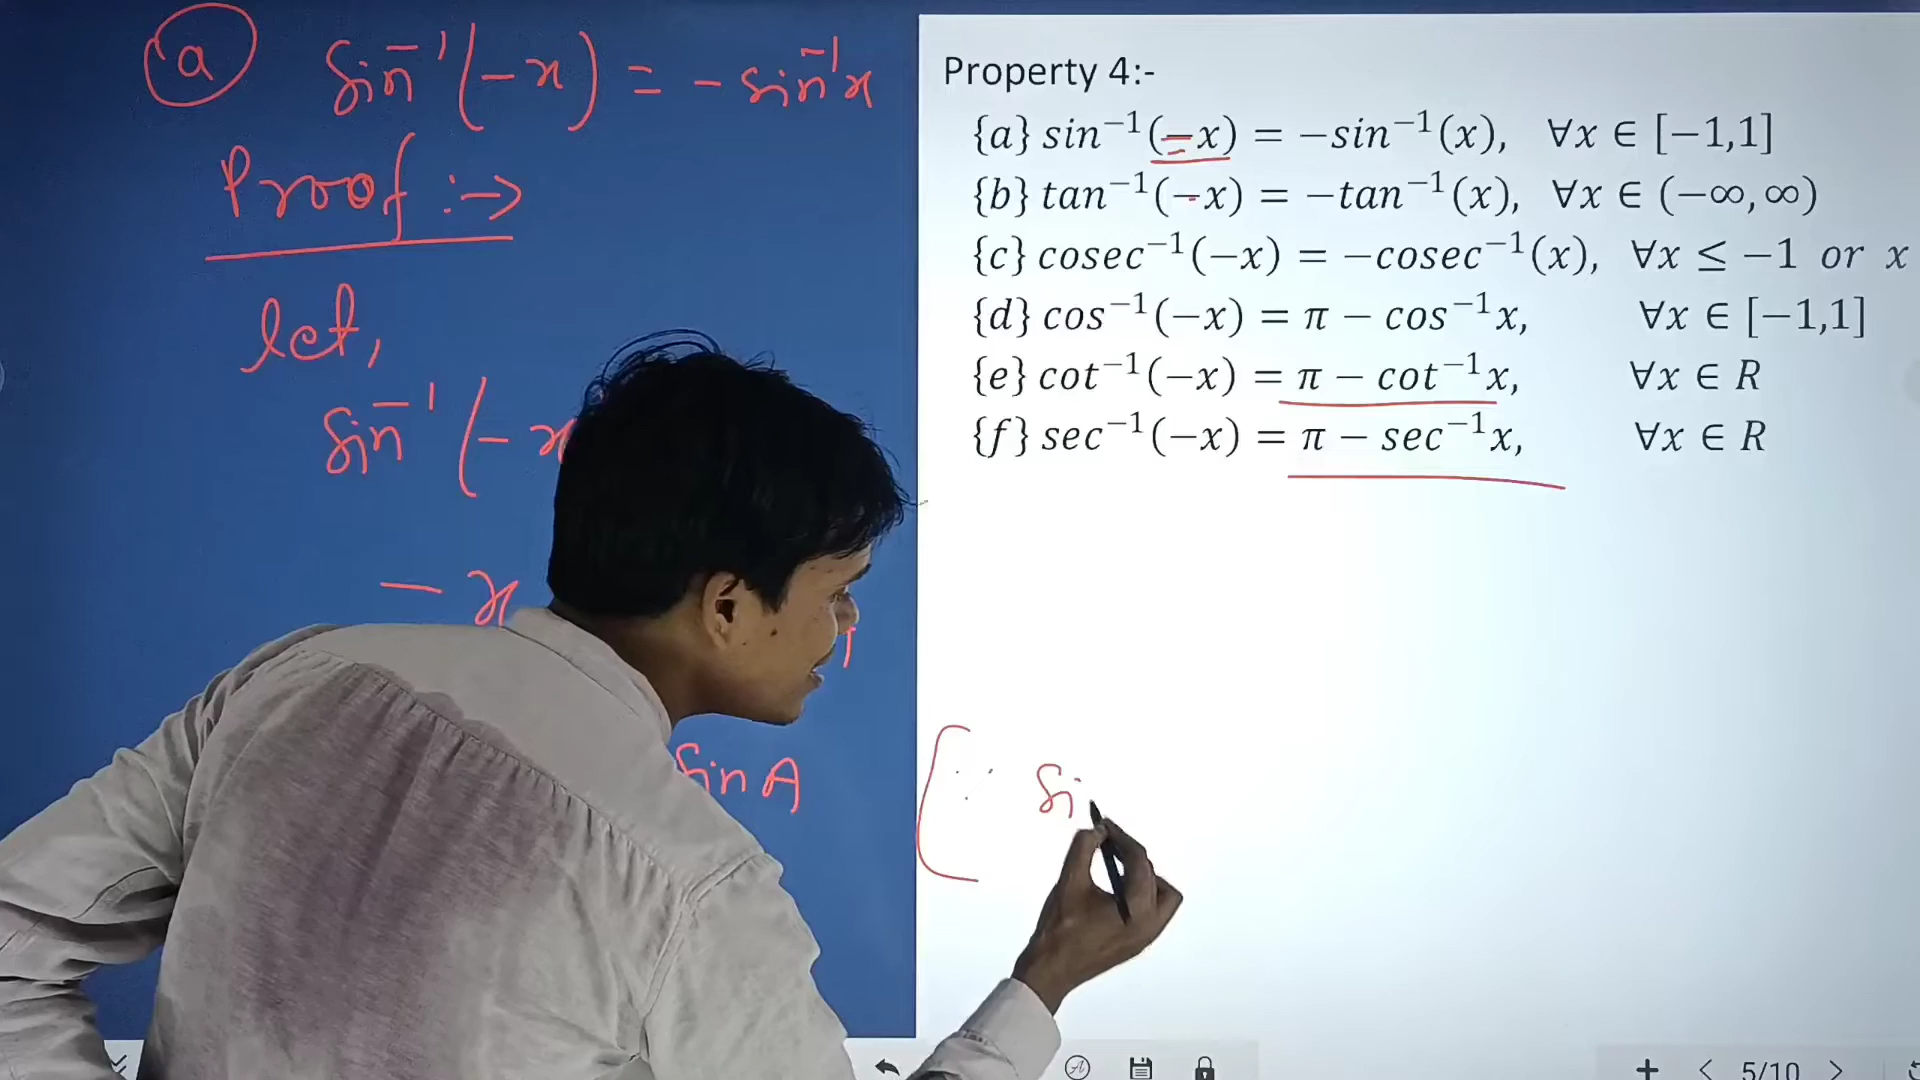 a sin⁻¹(-x) = - sin⁻¹x
Proof :→
let,
sin⁻¹(-x
- x
sin A
Property 4:-
{a} sin⁻¹(−x) = −sin⁻¹(x), ∀x ∈ [−1,1]
{b} tan⁻¹(−x) = −tan⁻¹(x), ∀x ∈ (−∞,∞)
{c} cosec⁻¹(−x) = −cosec⁻¹(x), ∀x ≤ −1 or x
{d} cos⁻¹(−x) = π − cos⁻¹x, ∀x ∈ [−1,1]
{e} cot⁻¹(−x) = π − cot⁻¹x, ∀x ∈ R
{f} sec⁻¹(−x) = π − sec⁻¹x, ∀x ∈ R
[∵ Si
5/10